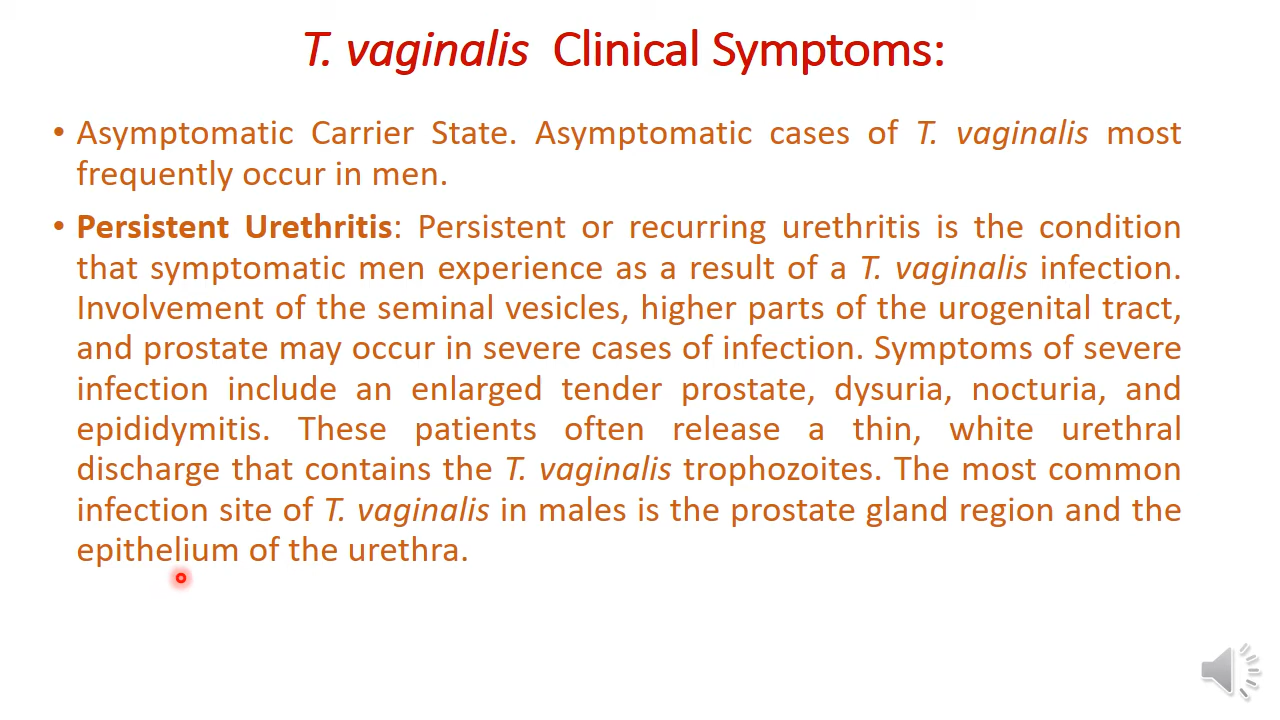 T. vaginalis Clinical Symptoms:
• Asymptomatic Carrier State. Asymptomatic cases of T. vaginalis most
frequently occur in men.
• Persistent Urethritis: Persistent or recurring urethritis is the condition
that symptomatic men experience as a result of a T. vaginalis infection.
Involvement of the seminal vesicles, higher parts of the urogenital tract,
and prostate may occur in severe cases of infection. Symptoms of severe
infection include an enlarged tender prostate, dysuria, nocturia, and
epididymitis. These patients often release a thin, white urethral
discharge that contains the T. vaginalis trophozoites. The most common
infection site of T. vaginalis in males is the prostate gland region and the
epithelium of the urethra.